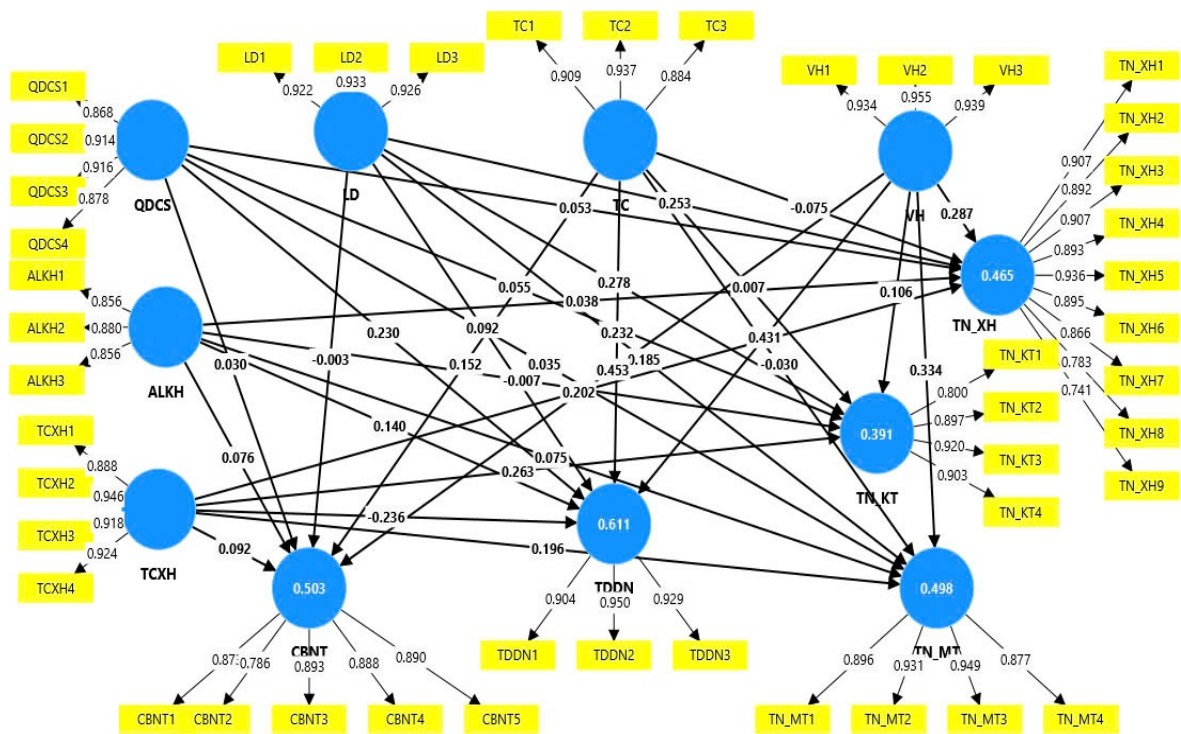 TC1 TC2 TC3
LD1 LD2 LD3
0.909 0.937 0.884
0.922 0.933 0.926
VH1 VH2 VH3
0.934 0.955 0.939
QDCS1
QDCS2
QDCS3
QDCS4
0.868
0.914
0.916
0.878
QDCS
LD
TC
VH
ALKH1
ALKH2
ALKH3
0.856
0.880
0.856
ALKH
TCXH1
TCXH2
TCXH3
TCXH4
0.888
0.946
0.918
0.924
TCXH
0.053
0.253
-0.075
0.287
0.055
0.038
0.278
0.007
0.106
0.230
0.092
0.232
0.431
0.030
-0.003
0.152
0.035
0.453
0.185
-0.030
0.334
-0.007
0.202
0.140
0.076
0.263
0.075
-0.236
0.092
0.196
0.465
TN_XH
TN_XH1
TN_XH2
TN_XH3
TN_XH4
TN_XH5
TN_XH6
TN_XH7
TN_XH8
TN_XH9
0.907
0.892
0.907
0.893
0.936
0.895
0.866
0.783
0.741
0.391
TN_KT
TN_KT1
TN_KT2
TN_KT3
TN_KT4
0.800
0.897
0.920
0.903
0.611
TDDN
0.904 0.950 0.929
TDDN1 TDDN2 TDDN3
0.503
CBNT
0.786 0.893 0.888 0.890
CBNT1 CBNT2 CBNT3 CBNT4 CBNT5
0.498
TN_MT
0.896 0.931 0.949 0.877
TN_MT1 TN_MT2 TN_MT3 TN_MT4